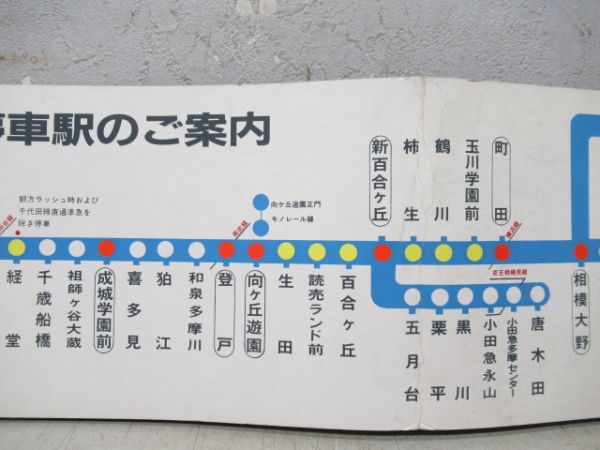 車駅のご案内
朝方ラッシュ時および
千代田線直通準急を
除き停車
向ケ丘遊園正門
モノレール線
南武線
横浜線
京王相模原線
新百合ヶ丘
柿生
鶴川
玉川学園前
町田
経堂
千歳船橋
祖師ヶ谷大蔵
成城学園前
喜多見
狛江
和泉多摩川
登戸
向ヶ丘遊園
生田
読売ランド前
百合ヶ丘
五月台
栗平
黒川
小田急永山
小田急多摩センター
唐木田
相模大野